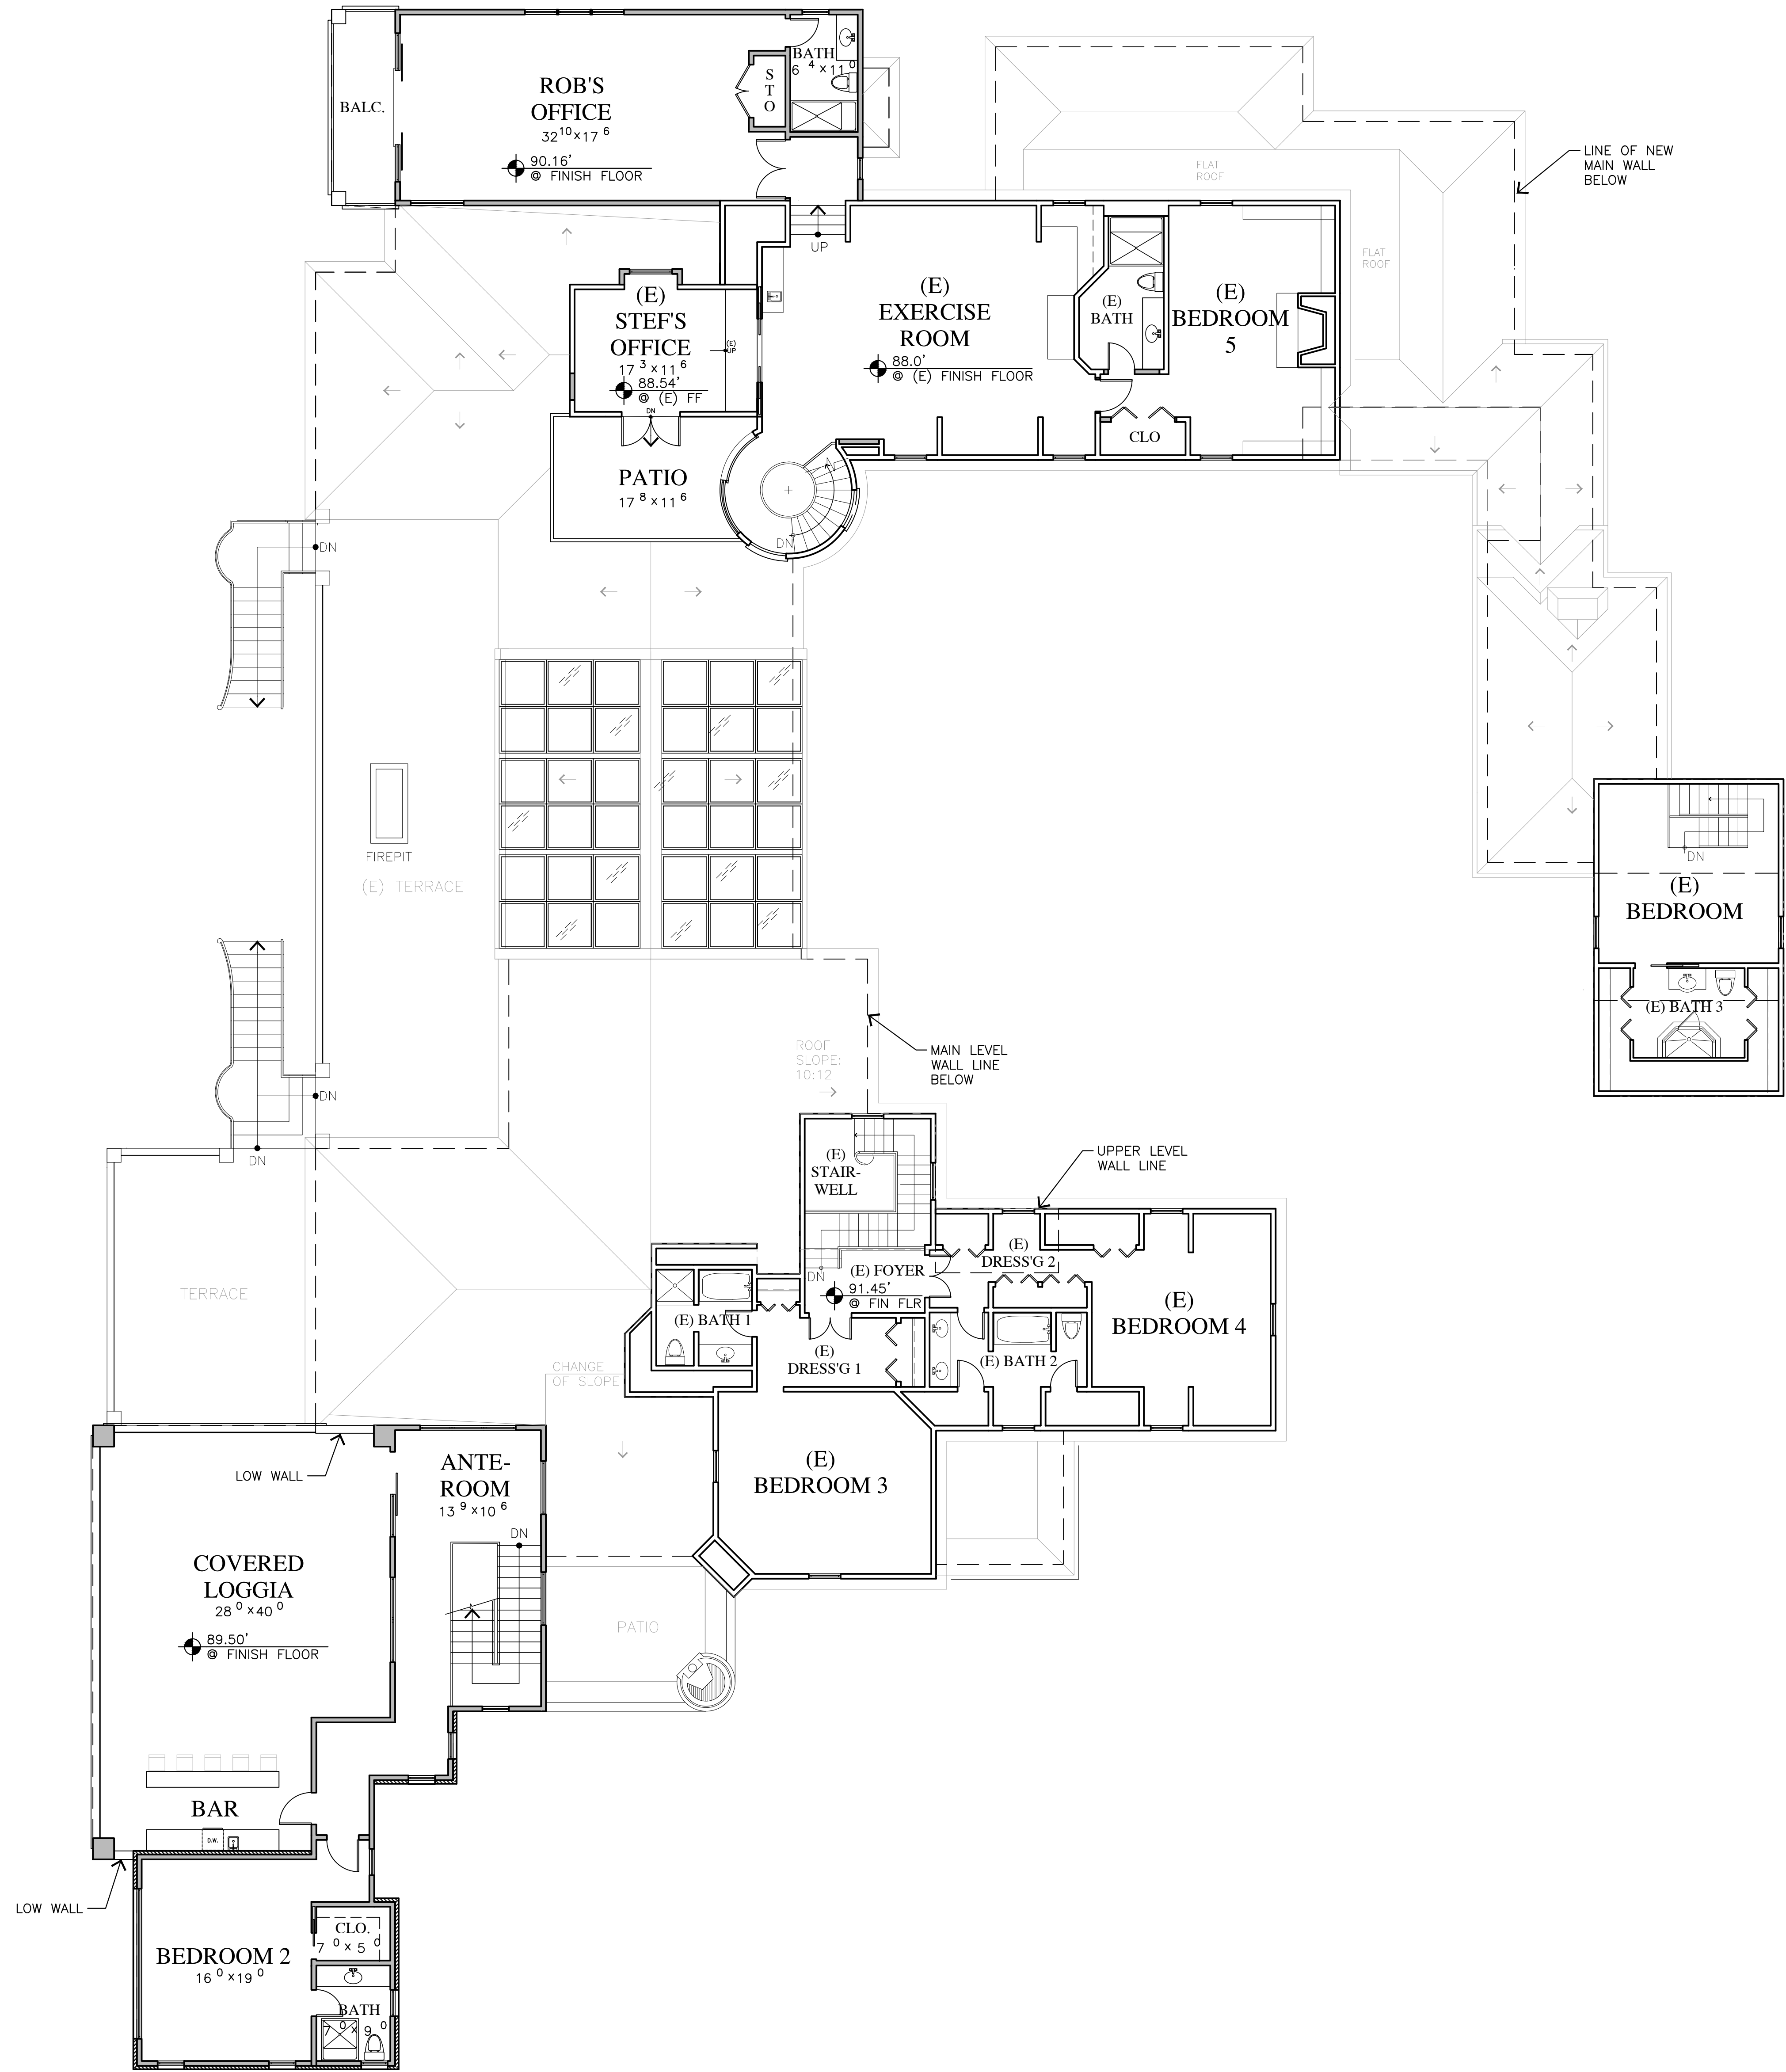 BALC.
ROB'S
OFFICE
32 10 x 17 6
90.16'
@ FINISH FLOOR
S
T
O
BATH
6 4 x 11 0
FLAT
ROOF
LINE OF NEW
MAIN WALL
BELOW
UP
FLAT
ROOF
(E)
STEF'S
OFFICE
17 3 x 11 6
88.54'
@ (E) FF
(E)
UP
DN
(E)
EXERCISE
ROOM
88.0'
@ (E) FINISH FLOOR
(E)
BATH
(E)
BEDROOM
5
CLO
PATIO
17 8 x 11 6
DN
DN
FIREPIT
(E) TERRACE
DN
(E)
BEDROOM
(E) BATH 3
ROOF
SLOPE:
10:12
MAIN LEVEL
WALL LINE
BELOW
DN
DN
UPPER LEVEL
WALL LINE
(E)
STAIR-
WELL
DN
(E) FOYER
91.45'
@ FIN FLR
(E)
DRESS'G 2
TERRACE
(E) BATH 1
(E)
DRESS'G 1
(E) BATH 2
(E)
BEDROOM 4
CHANGE
OF SLOPE
LOW WALL
ANTE-
ROOM
13 9 x 10 6
DN
(E)
BEDROOM 3
COVERED
LOGGIA
28 0 x 40 0
89.50'
@ FINISH FLOOR
PATIO
BAR
D.W.
LOW WALL
CLO.
7 0 x 5 0
BEDROOM 2
16 0 x 19 0
BATH
7 0 x 9 0